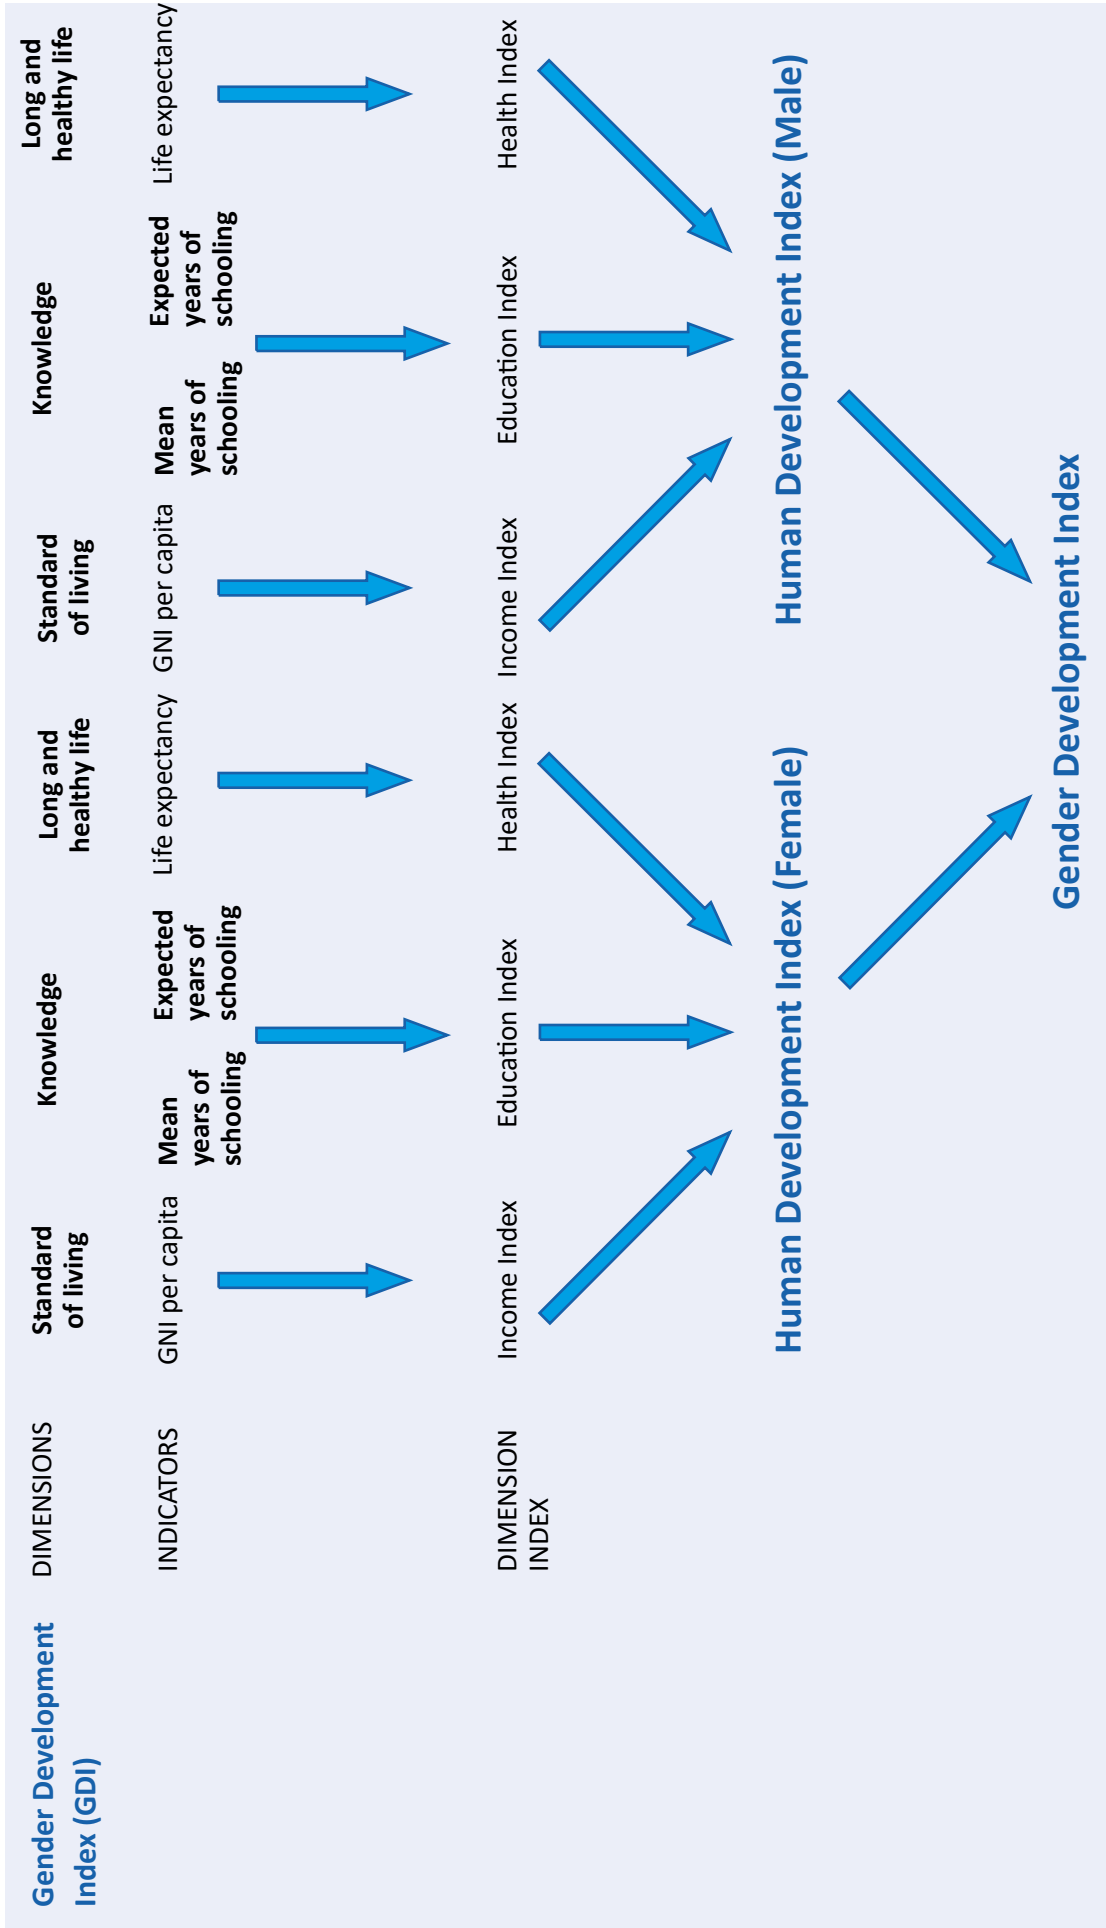 Gender Development
Index (GDI)
DIMENSIONS
Standard
of living
Knowledge
Long and
healthy life
Standard
of living
Knowledge
Long and
healthy life
INDICATORS
GNI per capita
Mean
years of
schooling
Expected
years of
schooling
Life expectancy
GNI per capita
Mean
years of
schooling
Expected
years of
schooling
Life expectancy
DIMENSION
INDEX
Income Index
Education Index
Health Index
Income Index
Education Index
Health Index
Human Development Index (Female)
Human Development Index (Male)
Gender Development Index